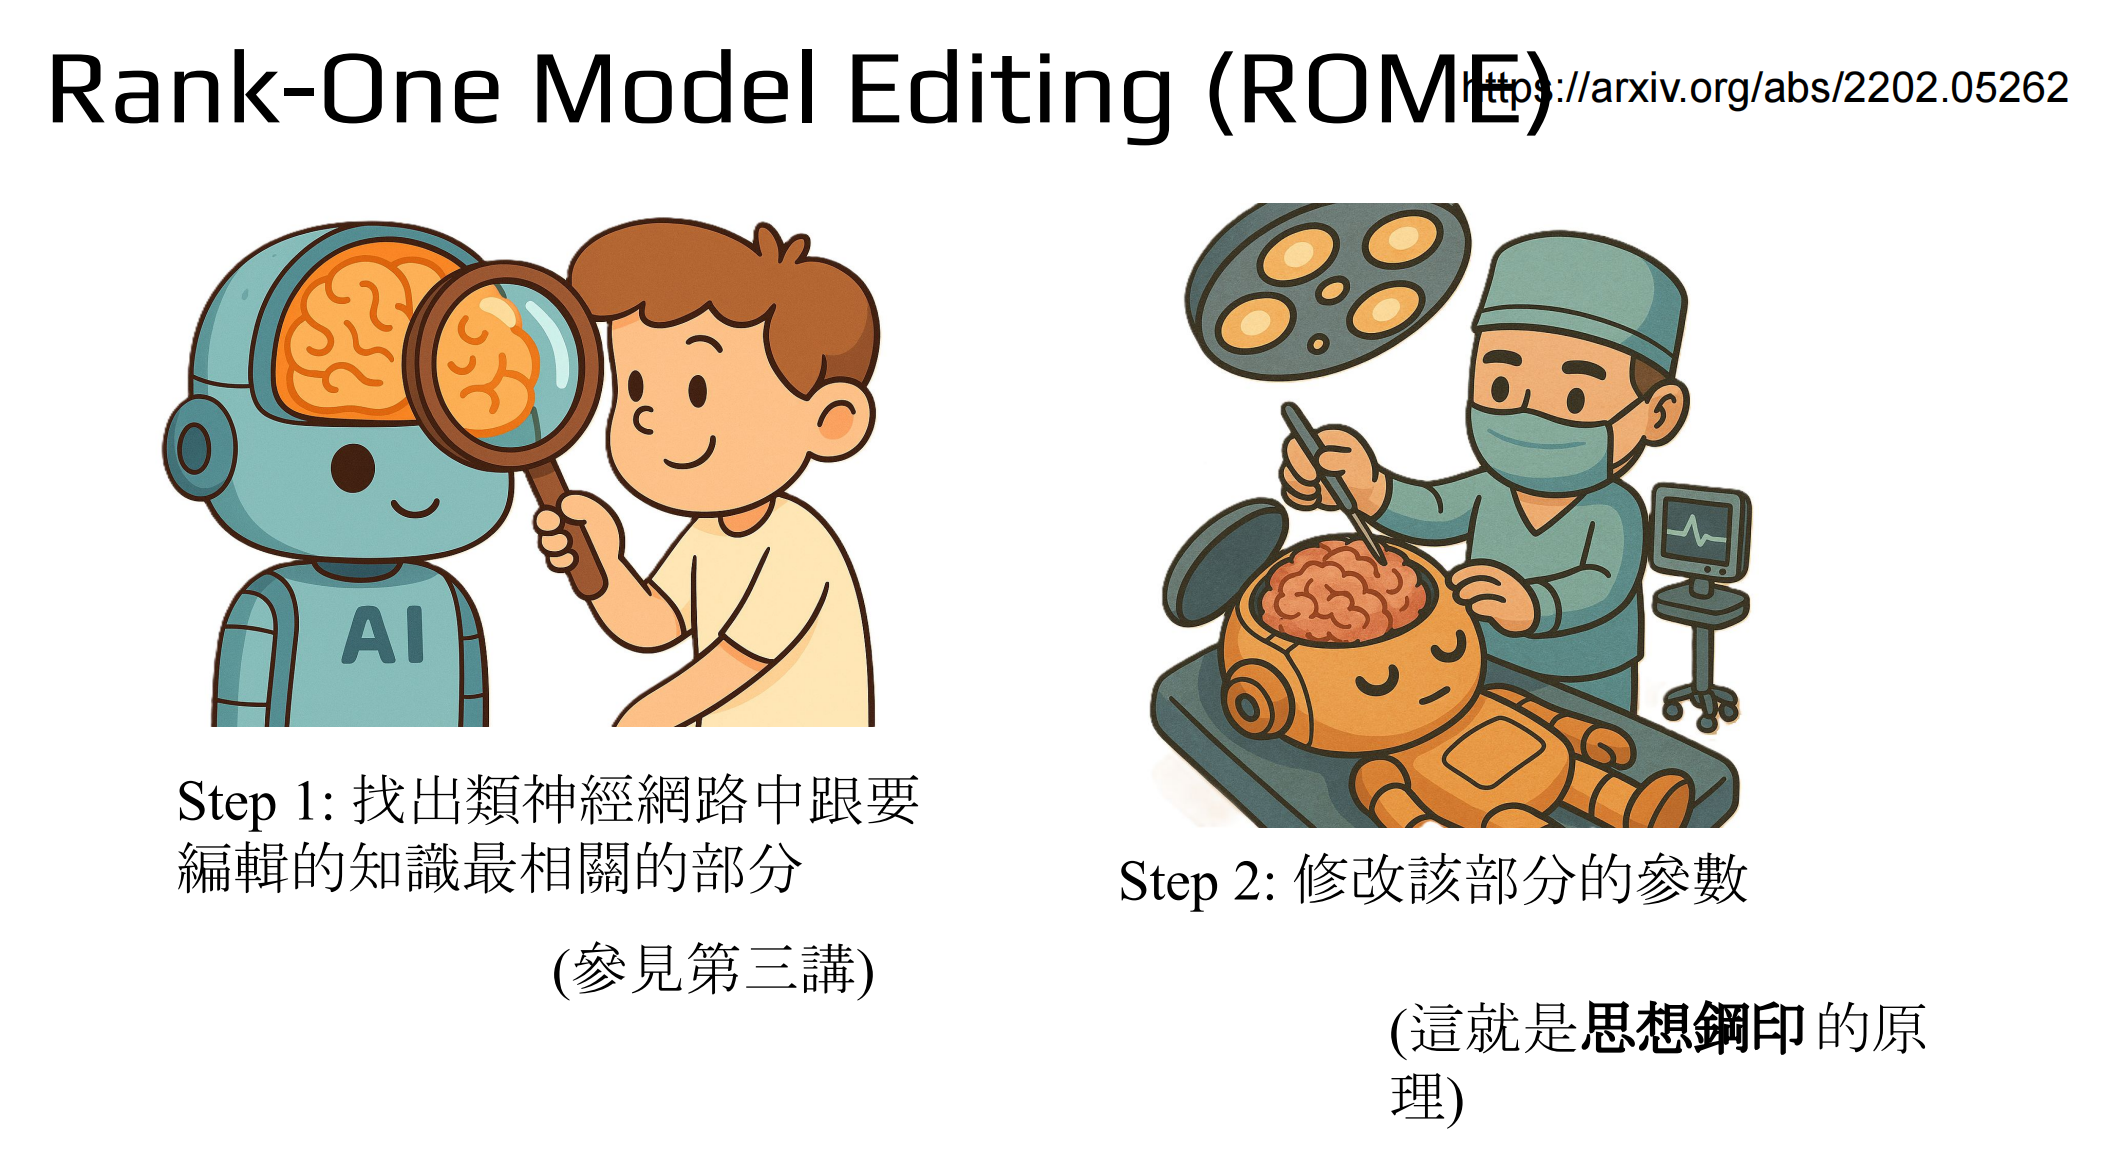 Rank-One Model Editing (ROME)
https://arxiv.org/abs/2202.05262
AI
Step 1: 找出類神經網路中跟要
編輯的知識最相關的部分
(參見第三講)
Step 2: 修改該部分的參數
(這就是思想鋼印的原
理)